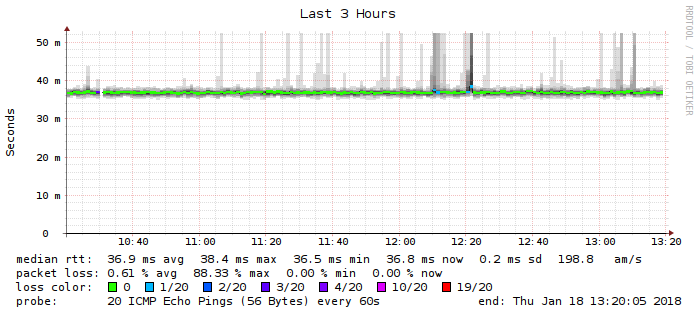 Last 3 Hours
RRDTOOL / TOBI OETIKER
Seconds
50 m
40 m
30 m
20 m
10 m
0
10:40 11:00 11:20 11:40 12:00 12:20 12:40 13:00 13:20
median rtt: 36.9 ms avg 38.4 ms max 36.5 ms min 36.8 ms now 0.2 ms sd 198.8 am/s
packet loss: 0.61 % avg 88.33 % max 0.00 % min 0.00 % now
loss color: 0 1/20 2/20 3/20 4/20 10/20 19/20
probe: 20 ICMP Echo Pings (56 Bytes) every 60s end: Thu Jan 18 13:20:05 2018